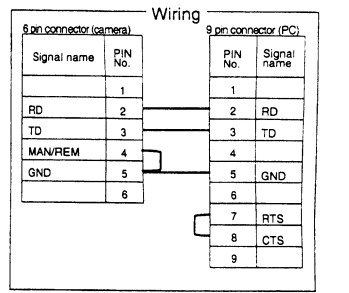 Wiring
6 pin connector (camera)
9 pin connector (PC)
Signal name PIN No.
1
RD 2
TD 3
MAN/REM 4
GND 5
6
PIN No. Signal name
1
2 RD
3 TD
4
5 GND
6
7 RTS
8 CTS
9